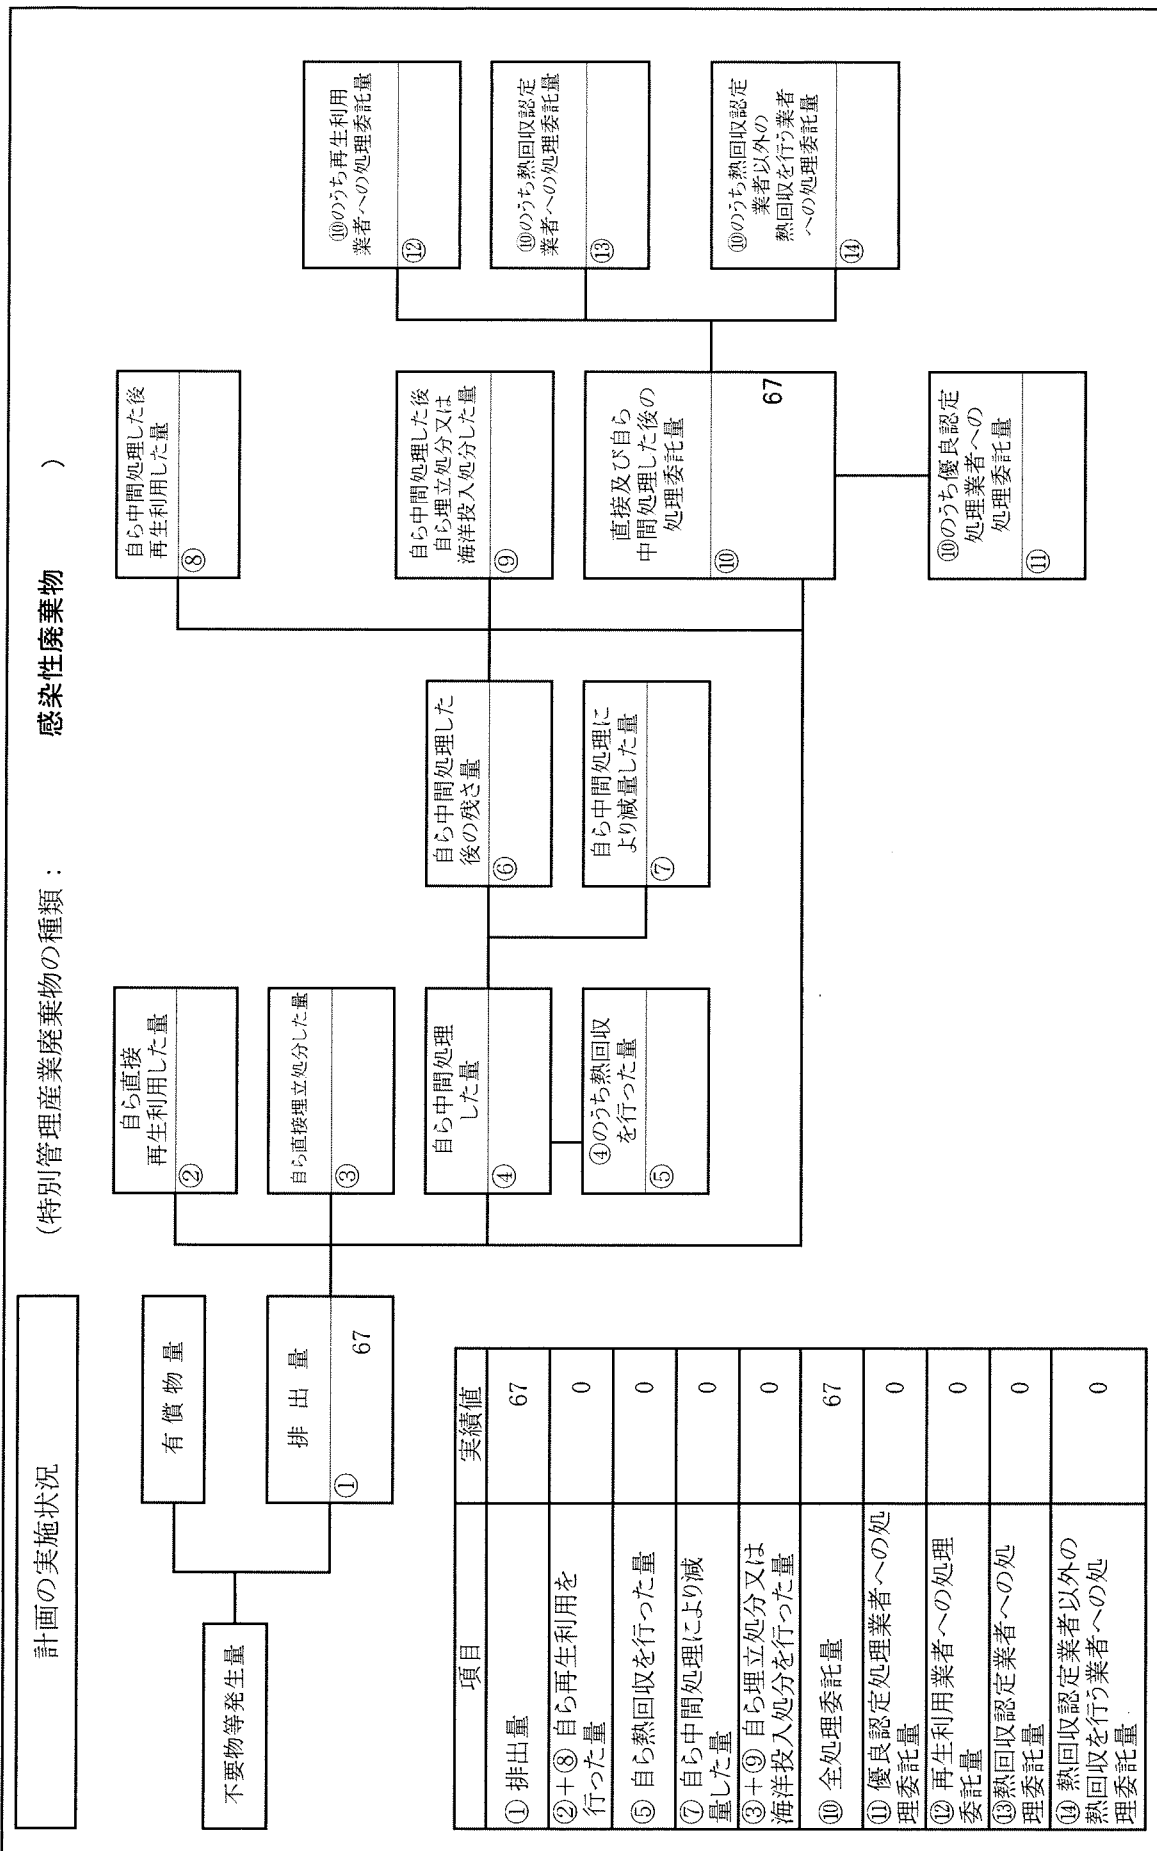 計画の実施状況
(特別管理産業廃棄物の種類： 感染性廃棄物 )
不要物等発生量
有償物量
排出量
①
67
自ら直接
再生利用した量
②
自ら直接埋立処分した量
③
自ら中間処理
した量
④
④のうち熱回収
を行った量
⑤
自ら中間処理した
後の残さ量
⑥
自ら中間処理に
より減量した量
⑦
自ら中間処理した後
再生利用した量
⑧
自ら中間処理した後
自ら埋立処分又は
海洋投入処分した量
⑨
直接及び自ら
中間処理した後の
処理委託量
⑩
67
⑩のうち優良認定
処理業者への
処理委託量
⑪
⑩のうち再生利用
業者への処理委託量
⑫
⑩のうち熱回収認定
業者への処理委託量
⑬
⑩のうち熱回収認定
業者以外の
熱回収を行う業者
への処理委託量
⑭
項目 実績値
①排出量 67
②＋⑧ 自ら再生利用を
行った量 0
⑤ 自ら熱回収を行った量 0
⑦ 自ら中間処理により減
量した量 0
③＋⑨ 自ら埋立処分又は
海洋投入処分を行った量 0
⑩ 全処理委託量 67
⑪ 優良認定処理業者への処
理委託量 0
⑫ 再生利用業者への処理
委託量 0
⑬熱回収認定業者への処
理委託量 0
⑭ 熱回収認定業者以外の
熱回収を行う業者への処
理委託量 0